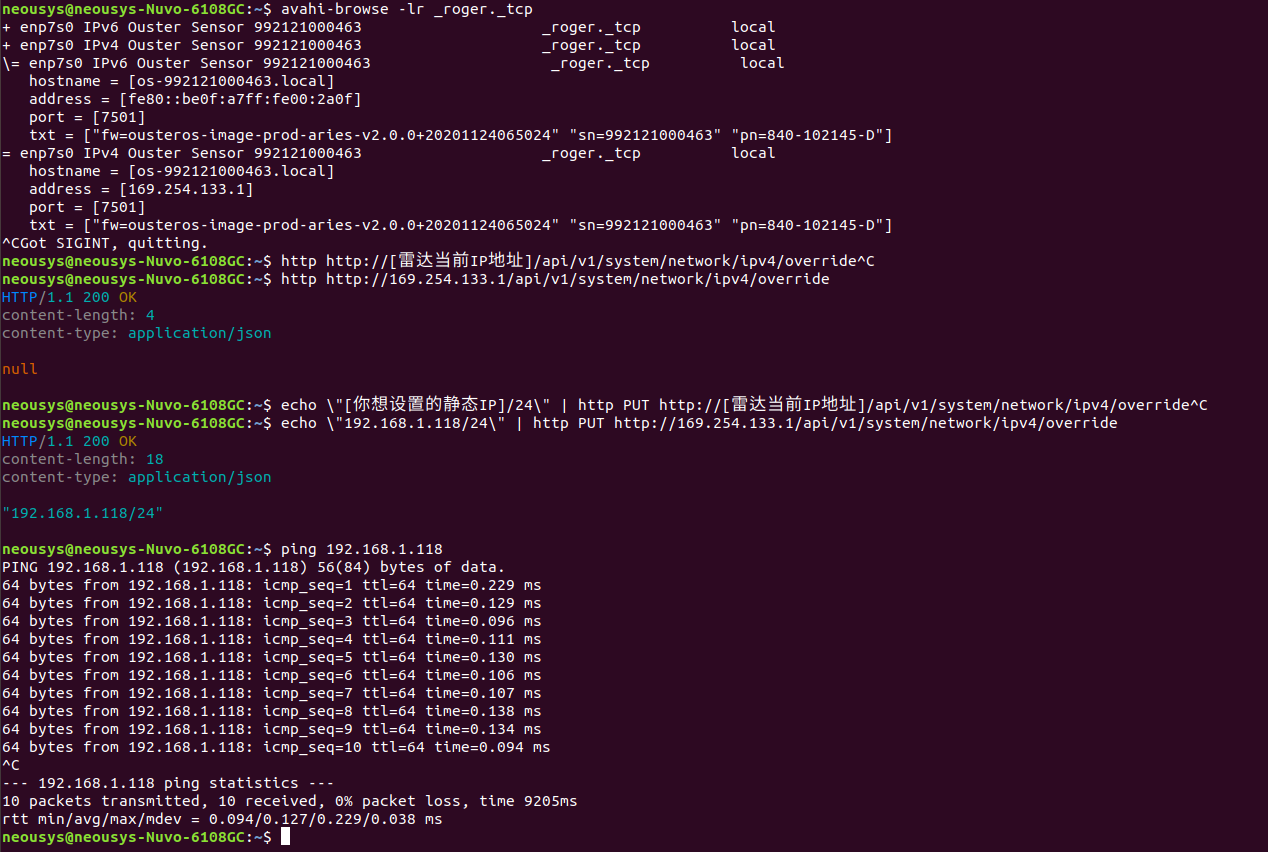 neousys@neousys-Nuvo-6108GC:~$ avahi-browse -lr _roger._tcp
+ enp7s0 IPv6 Ouster Sensor 992121000463                    _roger._tcp          local
+ enp7s0 IPv4 Ouster Sensor 992121000463                    _roger._tcp          local
\= enp7s0 IPv6 Ouster Sensor 992121000463                    _roger._tcp          local
   hostname = [os-992121000463.local]
   address = [fe80::be0f:a7ff:fe00:2a0f]
   port = [7501]
   txt = ["fw=ousteros-image-prod-aries-v2.0.0+20201124065024" "sn=992121000463" "pn=840-102145-D"]
= enp7s0 IPv4 Ouster Sensor 992121000463                    _roger._tcp          local
   hostname = [os-992121000463.local]
   address = [169.254.133.1]
   port = [7501]
   txt = ["fw=ousteros-image-prod-aries-v2.0.0+20201124065024" "sn=992121000463" "pn=840-102145-D"]
^CGot SIGINT, quitting.
neousys@neousys-Nuvo-6108GC:~$ http http://[雷达当前IP地址]/api/v1/system/network/ipv4/override^C
neousys@neousys-Nuvo-6108GC:~$ http http://169.254.133.1/api/v1/system/network/ipv4/override
HTTP/1.1 200 OK
content-length: 4
content-type: application/json
null
neousys@neousys-Nuvo-6108GC:~$ echo \"[你想设置的静态IP]/24\" | http PUT http://[雷达当前IP地址]/api/v1/system/network/ipv4/override^C
neousys@neousys-Nuvo-6108GC:~$ echo \"192.168.1.118/24\" | http PUT http://169.254.133.1/api/v1/system/network/ipv4/override
HTTP/1.1 200 OK
content-length: 18
content-type: application/json
"192.168.1.118/24"
neousys@neousys-Nuvo-6108GC:~$ ping 192.168.1.118
PING 192.168.1.118 (192.168.1.118) 56(84) bytes of data.
64 bytes from 192.168.1.118: icmp_seq=1 ttl=64 time=0.229 ms
64 bytes from 192.168.1.118: icmp_seq=2 ttl=64 time=0.129 ms
64 bytes from 192.168.1.118: icmp_seq=3 ttl=64 time=0.096 ms
64 bytes from 192.168.1.118: icmp_seq=4 ttl=64 time=0.111 ms
64 bytes from 192.168.1.118: icmp_seq=5 ttl=64 time=0.130 ms
64 bytes from 192.168.1.118: icmp_seq=6 ttl=64 time=0.106 ms
64 bytes from 192.168.1.118: icmp_seq=7 ttl=64 time=0.107 ms
64 bytes from 192.168.1.118: icmp_seq=8 ttl=64 time=0.138 ms
64 bytes from 192.168.1.118: icmp_seq=9 ttl=64 time=0.134 ms
64 bytes from 192.168.1.118: icmp_seq=10 ttl=64 time=0.094 ms
^C
--- 192.168.1.118 ping statistics ---
10 packets transmitted, 10 received, 0% packet loss, time 9205ms
rtt min/avg/max/mdev = 0.094/0.127/0.229/0.038 ms
neousys@neousys-Nuvo-6108GC:~$